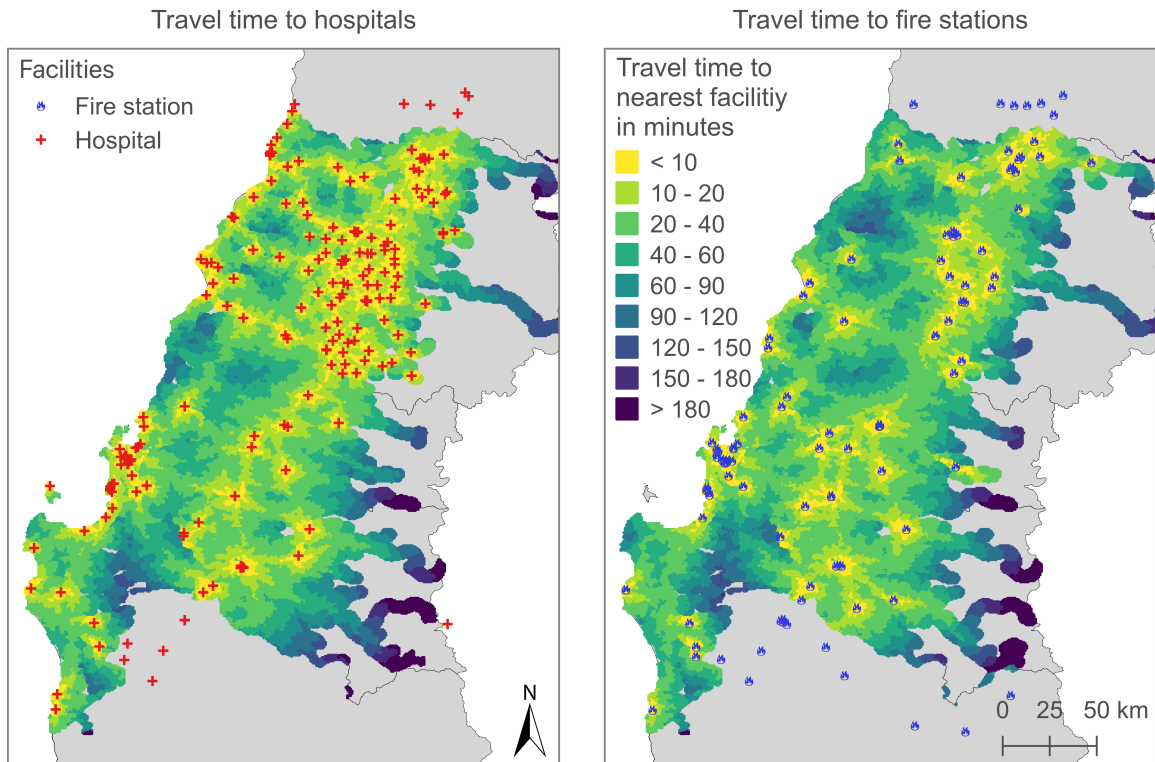 Travel time to hospitals
Travel time to fire stations
Facilities
Fire station
Hospital
N
Travel time to
nearest facilitiy
in minutes
< 10
10 - 20
20 - 40
40 - 60
60 - 90
90 - 120
120 - 150
150 - 180
> 180
0 25 50 km